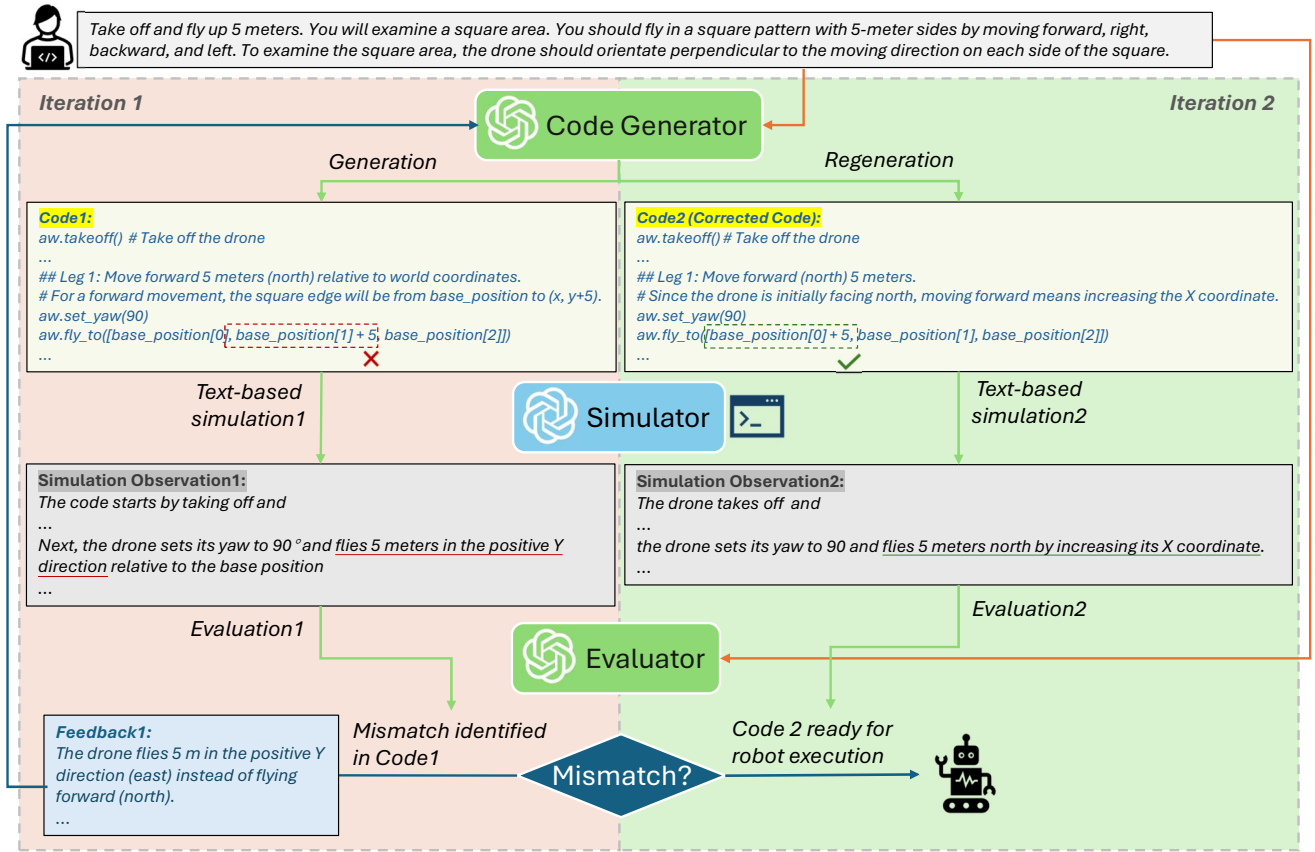 Take off and fly up 5 meters. You will examine a square area. You should fly in a square pattern with 5-meter sides by moving forward, right,
backward, and left. To examine the square area, the drone should orientate perpendicular to the moving direction on each side of the square.
</>
Iteration 1
Iteration 2
Code Generator
Generation
Regeneration
Code1:
aw.takeoff() # Take off the drone
...
## Leg 1: Move forward 5 meters (north) relative to world coordinates.
# For a forward movement, the square edge will be from base_position to (x, y+5).
aw.set_yaw(90)
aw.fly_to([base_position[0], base_position[1] + 5, base_position[2]])
...
Code2 (Corrected Code):
aw.takeoff() # Take off the drone
...
## Leg 1: Move forward (north) 5 meters.
# Since the drone is initially facing north, moving forward means increasing the X coordinate.
aw.set_yaw(90)
aw.fly_to([base_position[0] + 5, base_position[1], base_position[2]])
...
Text-based
simulation1
Simulator
>_
Text-based
simulation2
Simulation Observation1:
The code starts by taking off and
...
Next, the drone sets its yaw to 90° and flies 5 meters in the positive Y
direction relative to the base position
...
Simulation Observation2:
The drone takes off and
...
the drone sets its yaw to 90 and flies 5 meters north by increasing its X coordinate.
...
Evaluation1
Evaluation2
Evaluator
Feedback1:
The drone flies 5 m in the positive Y
direction (east) instead of flying
forward (north).
...
Mismatch identified
in Code1
Mismatch?
Code 2 ready for
robot execution